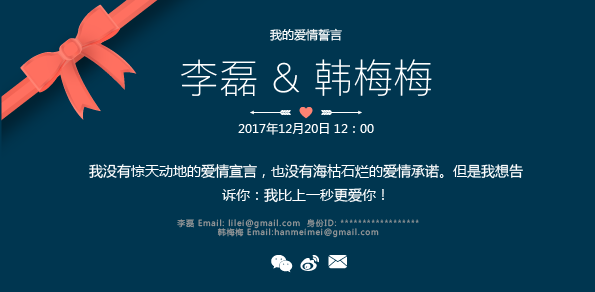 我的爱情誓言
李磊 & 韩梅梅
2017年12月20日 12：00
我没有惊天动地的爱情宣言，也没有海枯石烂的爱情承诺。但是我想告
诉你：我比上一秒更爱你！
李磊 Email: lilei@gmail.com 身份ID: ******************
韩梅梅 Email:hanmeimei@gmail.com